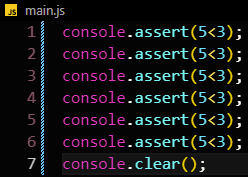 JS main.js
1 console.assert(5<3);
2 console.assert(5<3);
3 console.assert(5<3);
4 console.assert(5<3);
5 console.assert(5<3);
6 console.assert(5<3);
7 console.clear();